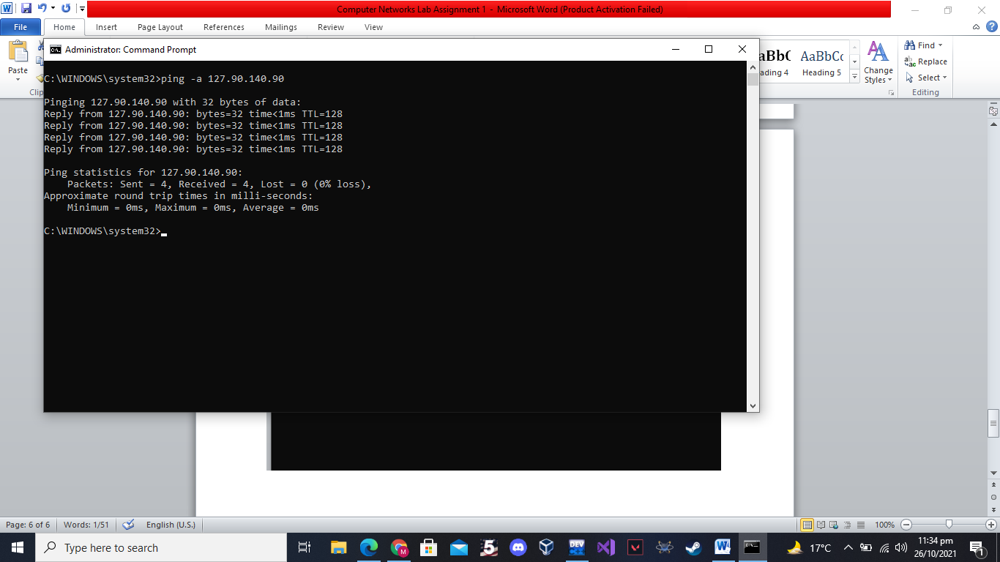 Computer Networks Lab Assignment 1 - Microsoft Word (Product Activation Failed)
File Home Insert Page Layout References Mailings Review View
Administrator: Command Prompt
Paste
AaBbCc
ading 4 Heading 5
Change
Styles
Find
Replace
Select
Editing
C:\WINDOWS\system32>ping -a 127.90.140.90
Pinging 127.90.140.90 with 32 bytes of data:
Reply from 127.90.140.90: bytes=32 time<1ms TTL=128
Reply from 127.90.140.90: bytes=32 time<1ms TTL=128
Reply from 127.90.140.90: bytes=32 time<1ms TTL=128
Reply from 127.90.140.90: bytes=32 time<1ms TTL=128
Ping statistics for 127.90.140.90:
Packets: Sent = 4, Received = 4, Lost = 0 (0% loss),
Approximate round trip times in milli-seconds:
Minimum = 0ms, Maximum = 0ms, Average = 0ms
C:\WINDOWS\system32>
Page: 6 of 6 Words: 1/51 English (U.S.) 100%
Type here to search
DEV
17°C
11:34 pm
26/10/2021
1